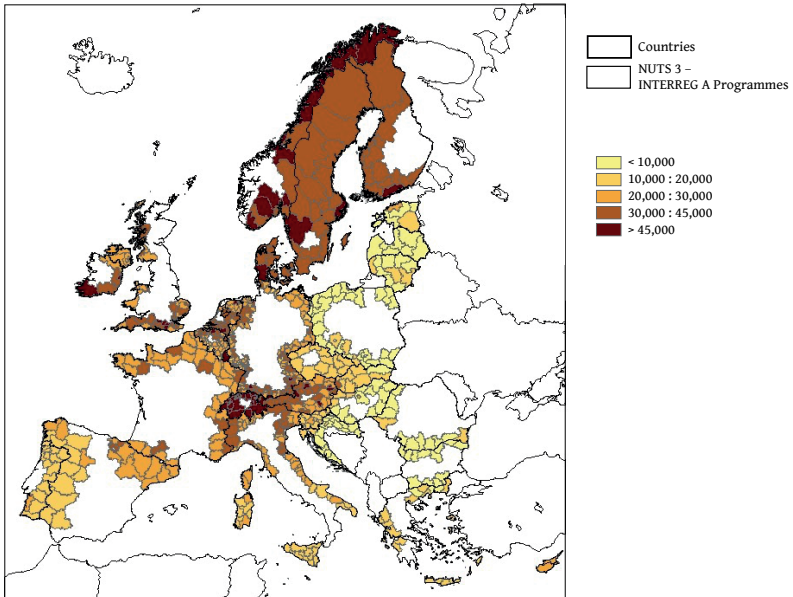 Countries
NUTS 3 –
INTERREG A Programmes
< 10,000
10,000 : 20,000
20,000 : 30,000
30,000 : 45,000
> 45,000